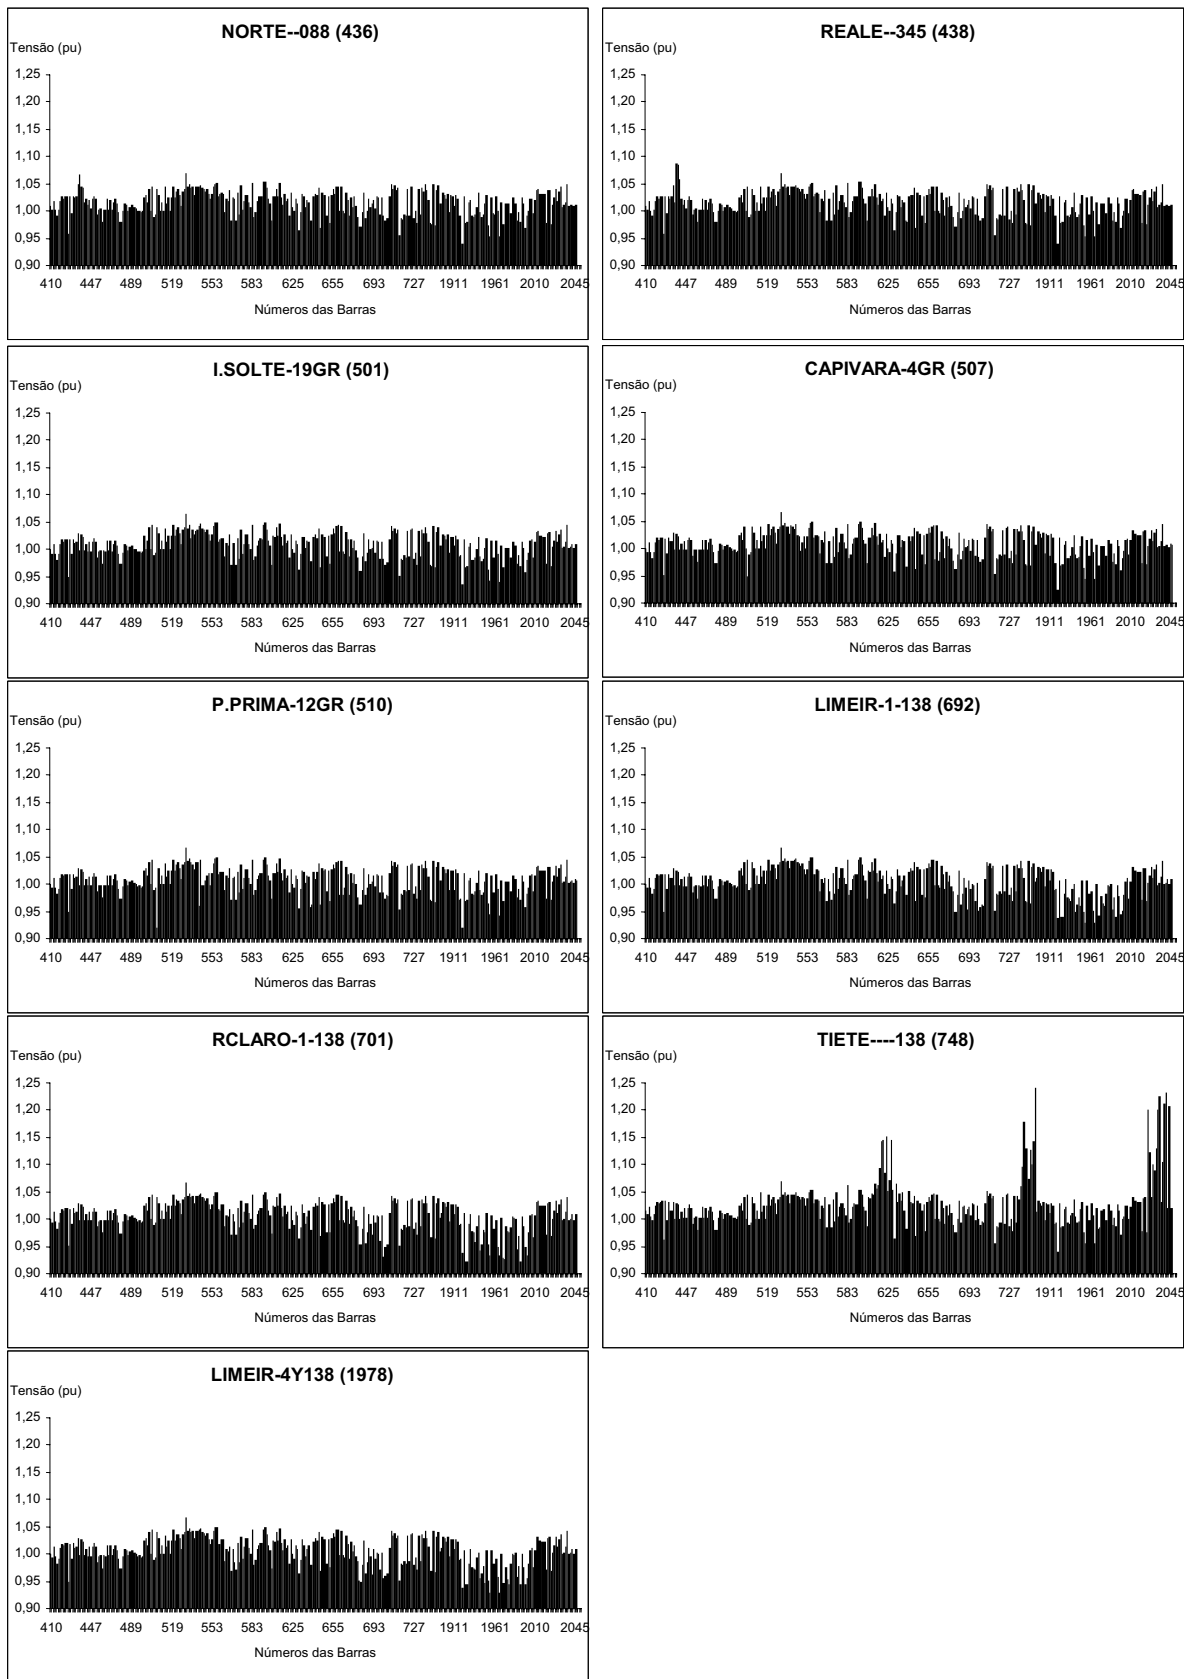 NORTE--088 (436)
Tensão (pu)
1,25
1,20
1,15
1,10
1,05
1,00
0,95
0,90
410 447 489 519 553 583 625 655 693 727 1911 1961 2010 2045
Números das Barras
REALE--345 (438)
Tensão (pu)
1,25
1,20
1,15
1,10
1,05
1,00
0,95
0,90
410 447 489 519 553 583 625 655 693 727 1911 1961 2010 2045
Números das Barras
I.SOLTE-19GR (501)
Tensão (pu)
1,25
1,20
1,15
1,10
1,05
1,00
0,95
0,90
410 447 489 519 553 583 625 655 693 727 1911 1961 2010 2045
Números das Barras
CAPIVARA-4GR (507)
Tensão (pu)
1,25
1,20
1,15
1,10
1,05
1,00
0,95
0,90
410 447 489 519 553 583 625 655 693 727 1911 1961 2010 2045
Números das Barras
P.PRIMA-12GR (510)
Tensão (pu)
1,25
1,20
1,15
1,10
1,05
1,00
0,95
0,90
410 447 489 519 553 583 625 655 693 727 1911 1961 2010 2045
Números das Barras
LIMEIR-1-138 (692)
Tensão (pu)
1,25
1,20
1,15
1,10
1,05
1,00
0,95
0,90
410 447 489 519 553 583 625 655 693 727 1911 1961 2010 2045
Números das Barras
RCLARO-1-138 (701)
Tensão (pu)
1,25
1,20
1,15
1,10
1,05
1,00
0,95
0,90
410 447 489 519 553 583 625 655 693 727 1911 1961 2010 2045
Números das Barras
TIETE----138 (748)
Tensão (pu)
1,25
1,20
1,15
1,10
1,05
1,00
0,95
0,90
410 447 489 519 553 583 625 655 693 727 1911 1961 2010 2045
Números das Barras
LIMEIR-4Y138 (1978)
Tensão (pu)
1,25
1,20
1,15
1,10
1,05
1,00
0,95
0,90
410 447 489 519 553 583 625 655 693 727 1911 1961 2010 2045
Números das Barras